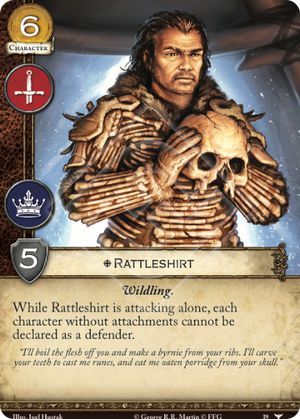 6
CHARACTER
5
RATTLESHIRT
Wildling.
While Rattleshirt is attacking alone, each
character without attachments cannot be
declared as a defender.
"I'll boil the flesh off you and make a byrnie from your ribs. I'll carve
your teeth to cast me runes, and eat me oaten porridge from your skull."
Illus. Joel Hustak
© George R.R. Martin © FFG